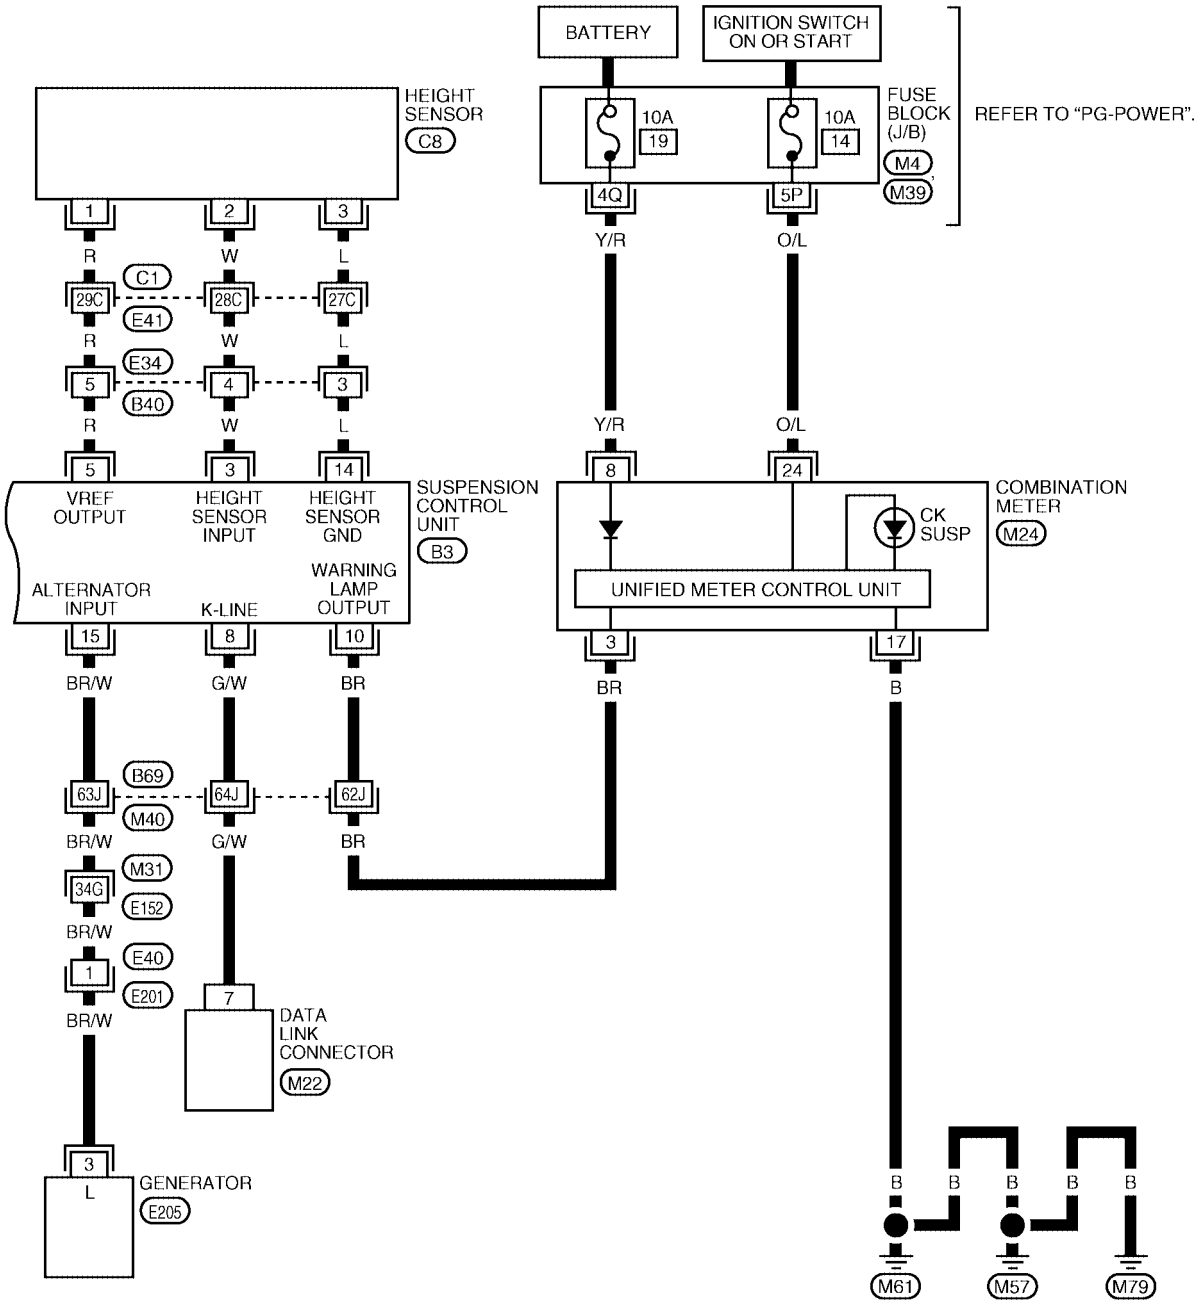 BATTERY
IGNITION SWITCH
ON OR START
HEIGHT
SENSOR
C8
10A
19
10A
14
FUSE
BLOCK
(J/B)
M4
,
M39
REFER TO “PG-POWER”.
1
2
3
4Q
5P
R
W
L
Y/R
O/L
C1
29C
28C
27C
E41
R
W
L
E34
5
4
3
B40
R
W
L
Y/R
O/L
5
3
14
8
24
VREF
OUTPUT
HEIGHT
SENSOR
INPUT
HEIGHT
SENSOR
GND
SUSPENSION
CONTROL
UNIT
B3
CK
SUSP
COMBINATION
METER
M24
ALTERNATOR
INPUT
K-LINE
WARNING
LAMP
OUTPUT
UNIFIED METER CONTROL UNIT
15
8
10
3
17
BR/W
G/W
BR
BR
B
B69
63J
64J
62J
M40
BR/W
G/W
BR
M31
34G
E152
BR/W
E40
1
E201
BR/W
7
DATA
LINK
CONNECTOR
M22
3
L
GENERATOR
E205
B
B
B
B
B
M61
M57
M79